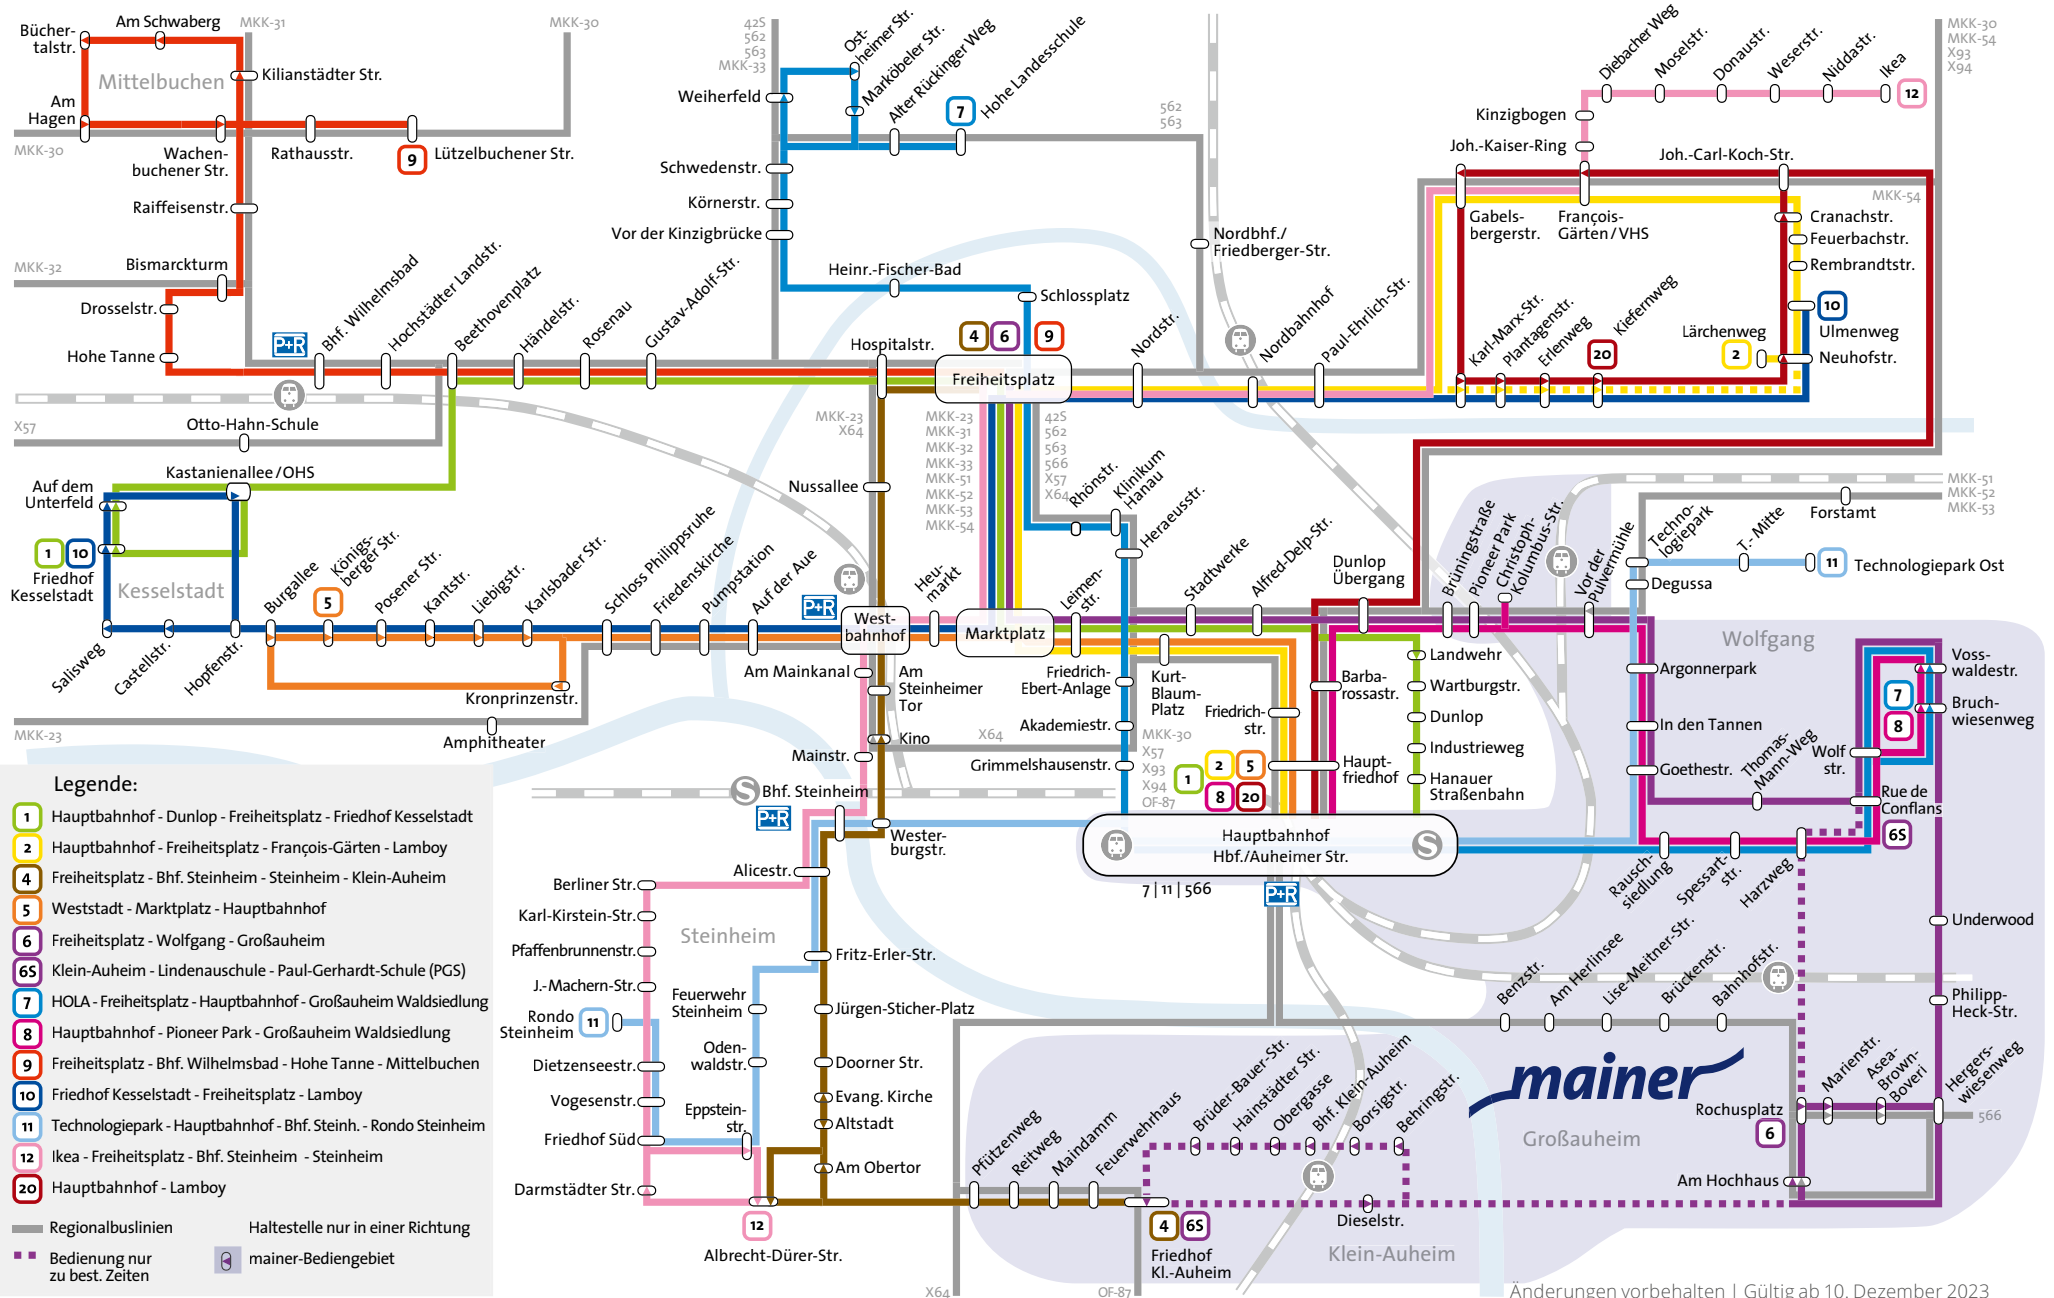 Am Schwaberg
Bücher-
talstr.
MKK-31
MKK-30
Mittelbuchen
Kilianstädter Str.
Am
Hagen
MKK-30
Wachen-
buchener Str.
Rathausstr.
9
Lützelbuchener Str.
Raiffeisenstr.
MKK-32
Bismarckturm
Drosselstr.
Hohe Tanne
P+R
Bhf. Wilhelmsbad
Hochstädter Landstr.
Beethovenplatz
Händelstr.
Rosenau
Gustav-Adolf-Str.
42S
562
563
MKK-33
Ost-
heimer Str.
Marköbeler Str.
Alter Rückinger Weg
7
Hohe Landesschule
Weiherfeld
Schwedenstr.
Körnerstr.
Vor der Kinzigbrücke
Heinr.-Fischer-Bad
Schlossplatz
562
563
Nordbhf./
Friedberger-Str.
Hospitalstr.
4
6
9
Freiheitsplatz
Nordstr.
Nordbahnhof
Paul-Ehrlich-Str.
Diebacher Weg
Moselstr.
Donaustr.
Weserstr.
Niddastr.
Ikea
12
Kinzigbogen
Joh.-Kaiser-Ring
Joh.-Carl-Koch-Str.
MKK-30
MKK-54
X93
X94
MKK-54
Gabels-
bergerstr.
François-
Gärten/VHS
Cranachstr.
Feuerbachstr.
Rembrandtstr.
10
Ulmenweg
Lärchenweg
2
Neuhofstr.
Karl-Marx-Str.
Plantagenstr.
Erlenweg
Kiefernweg
20
X57
Otto-Hahn-Schule
Kastanienallee/OHS
Auf dem
Unterfeld
1
10
Friedhof
Kesselstadt
Kesselstadt
Sallsweg
Castellstr.
Hopfenstr.
Burgallee
Königs-
berger Str.
5
Posener Str.
Kantstr.
Liebigstr.
Karlsbader Str.
Kronprinzenstr.
Schloss Philippsruhe
Friedenskirche
Pumpstation
Auf der Aue
P+R
MKK-23
Amphitheater
MKK-23
X64
Nussallee
MKK-23
MKK-31
MKK-32
MKK-33
MKK-51
MKK-52
MKK-53
MKK-54
42S
562
563
566
X57
X64
Rhönstr.
Klinikum
Hanau
Heraeusstr.
West-
bahnhof
Heu-
markt
Marktplatz
Leimen-
str.
Stadtwerke
Alfred-Delp-Str.
Dunlop
Übergang
Brüningstraße
Pioneer Park
Christoph-
Kolumbus-Str.
Vor der
Pulvermühle
Techno-
logiepark
T.- Mitte
11
Technologiepark Ost
Degussa
Forstamt
MKK-51
MKK-52
MKK-53
Wolfgang
Am Mainkanal
Am
Steinheimer
Tor
Kino
Mainstr.
Friedrich-
Ebert-Anlage
Akademiestr.
Grimmelshausenstr.
X64
Kurt-
Blaum-
Platz
MKK-30
X57
X93
X94
OF-87
Friedrich-
str.
1
2
5
8
20
Barba-
rossastr.
Haupt-
friedhof
Landwehr
Wartburgstr.
Dunlop
Industrieweg
Hanauer
Straßenbahn
Argonnerpark
In den Tannen
Goethestr.
Thomas-
Mann-Weg
Wolf
str.
7
8
Voss-
waldestr.
Bruch-
wiesenweg
Rue de
Conflans
6S
S
Bhf. Steinheim
P+R
Wester-
burgstr.
Hauptbahnhof
Hbf./Auheimer Str.
S
7 | 11 | 566
P+R
Rausch-
siedlung
Spessart-
str.
Harzweg
Underwood
Philipp-
Heck-Str.
Alicestr.
Berliner Str.
Karl-Kirstein-Str.
Pfaffenbrunnenstr.
J.-Machern-Str.
Steinheim
Fritz-Erler-Str.
Feuerwehr
Steinheim
Jürgen-Sticher-Platz
Rondo
Steinheim
11
Oden-
waldstr.
Doorner Str.
Dietzenseestr.
Vogesenstr.
Eppstein-
str.
Evang. Kirche
Altstadt
Friedhof Süd
Am Obertor
Darmstädter Str.
12
Albrecht-Dürer-Str.
Pfützenweg
Reitweg
Maindamm
Feuerwehrhaus
Brüder-Bauer-Str.
Hainstädter Str.
Obergasse
Bhf. Klein-Auheim
Borsigstr.
Behringstr.
Dieselstr.
4
6S
Friedhof
Kl.-Auheim
Klein-Auheim
X64
OF-87
Benzstr.
Am Herlinsee
Lise-Meitner-Str.
Brückenstr.
Bahnhofstr.
mainer
Großauheim
Marienstr.
Asea-
Brown-
Boveri
Hergers-
wiesenweg
Rochusplatz
6
566
Am Hochhaus
Legende:
1 Hauptbahnhof - Dunlop - Freiheitsplatz - Friedhof Kesselstadt
2 Hauptbahnhof - Freiheitsplatz - François-Gärten - Lamboy
4 Freiheitsplatz - Bhf. Steinheim - Steinheim - Klein-Auheim
5 Weststadt - Marktplatz - Hauptbahnhof
6 Freiheitsplatz - Wolfgang - Großauheim
6S Klein-Auheim - Lindenauschule - Paul-Gerhardt-Schule (PGS)
7 HOLA - Freiheitsplatz - Hauptbahnhof - Großauheim Waldsiedlung
8 Hauptbahnhof - Pioneer Park - Großauheim Waldsiedlung
9 Freiheitsplatz - Bhf. Wilhelmsbad - Hohe Tanne - Mittelbuchen
10 Friedhof Kesselstadt - Freiheitsplatz - Lamboy
11 Technologiepark - Hauptbahnhof - Bhf. Steinh. - Rondo Steinheim
12 Ikea - Freiheitsplatz - Bhf. Steinheim - Steinheim
20 Hauptbahnhof - Lamboy
Regionalbuslinien
Haltestelle nur in einer Richtung
Bedienung nur
zu best. Zeiten
mainer-Bediengebiet
Änderungen vorbehalten | Gültig ab 10. Dezember 2023